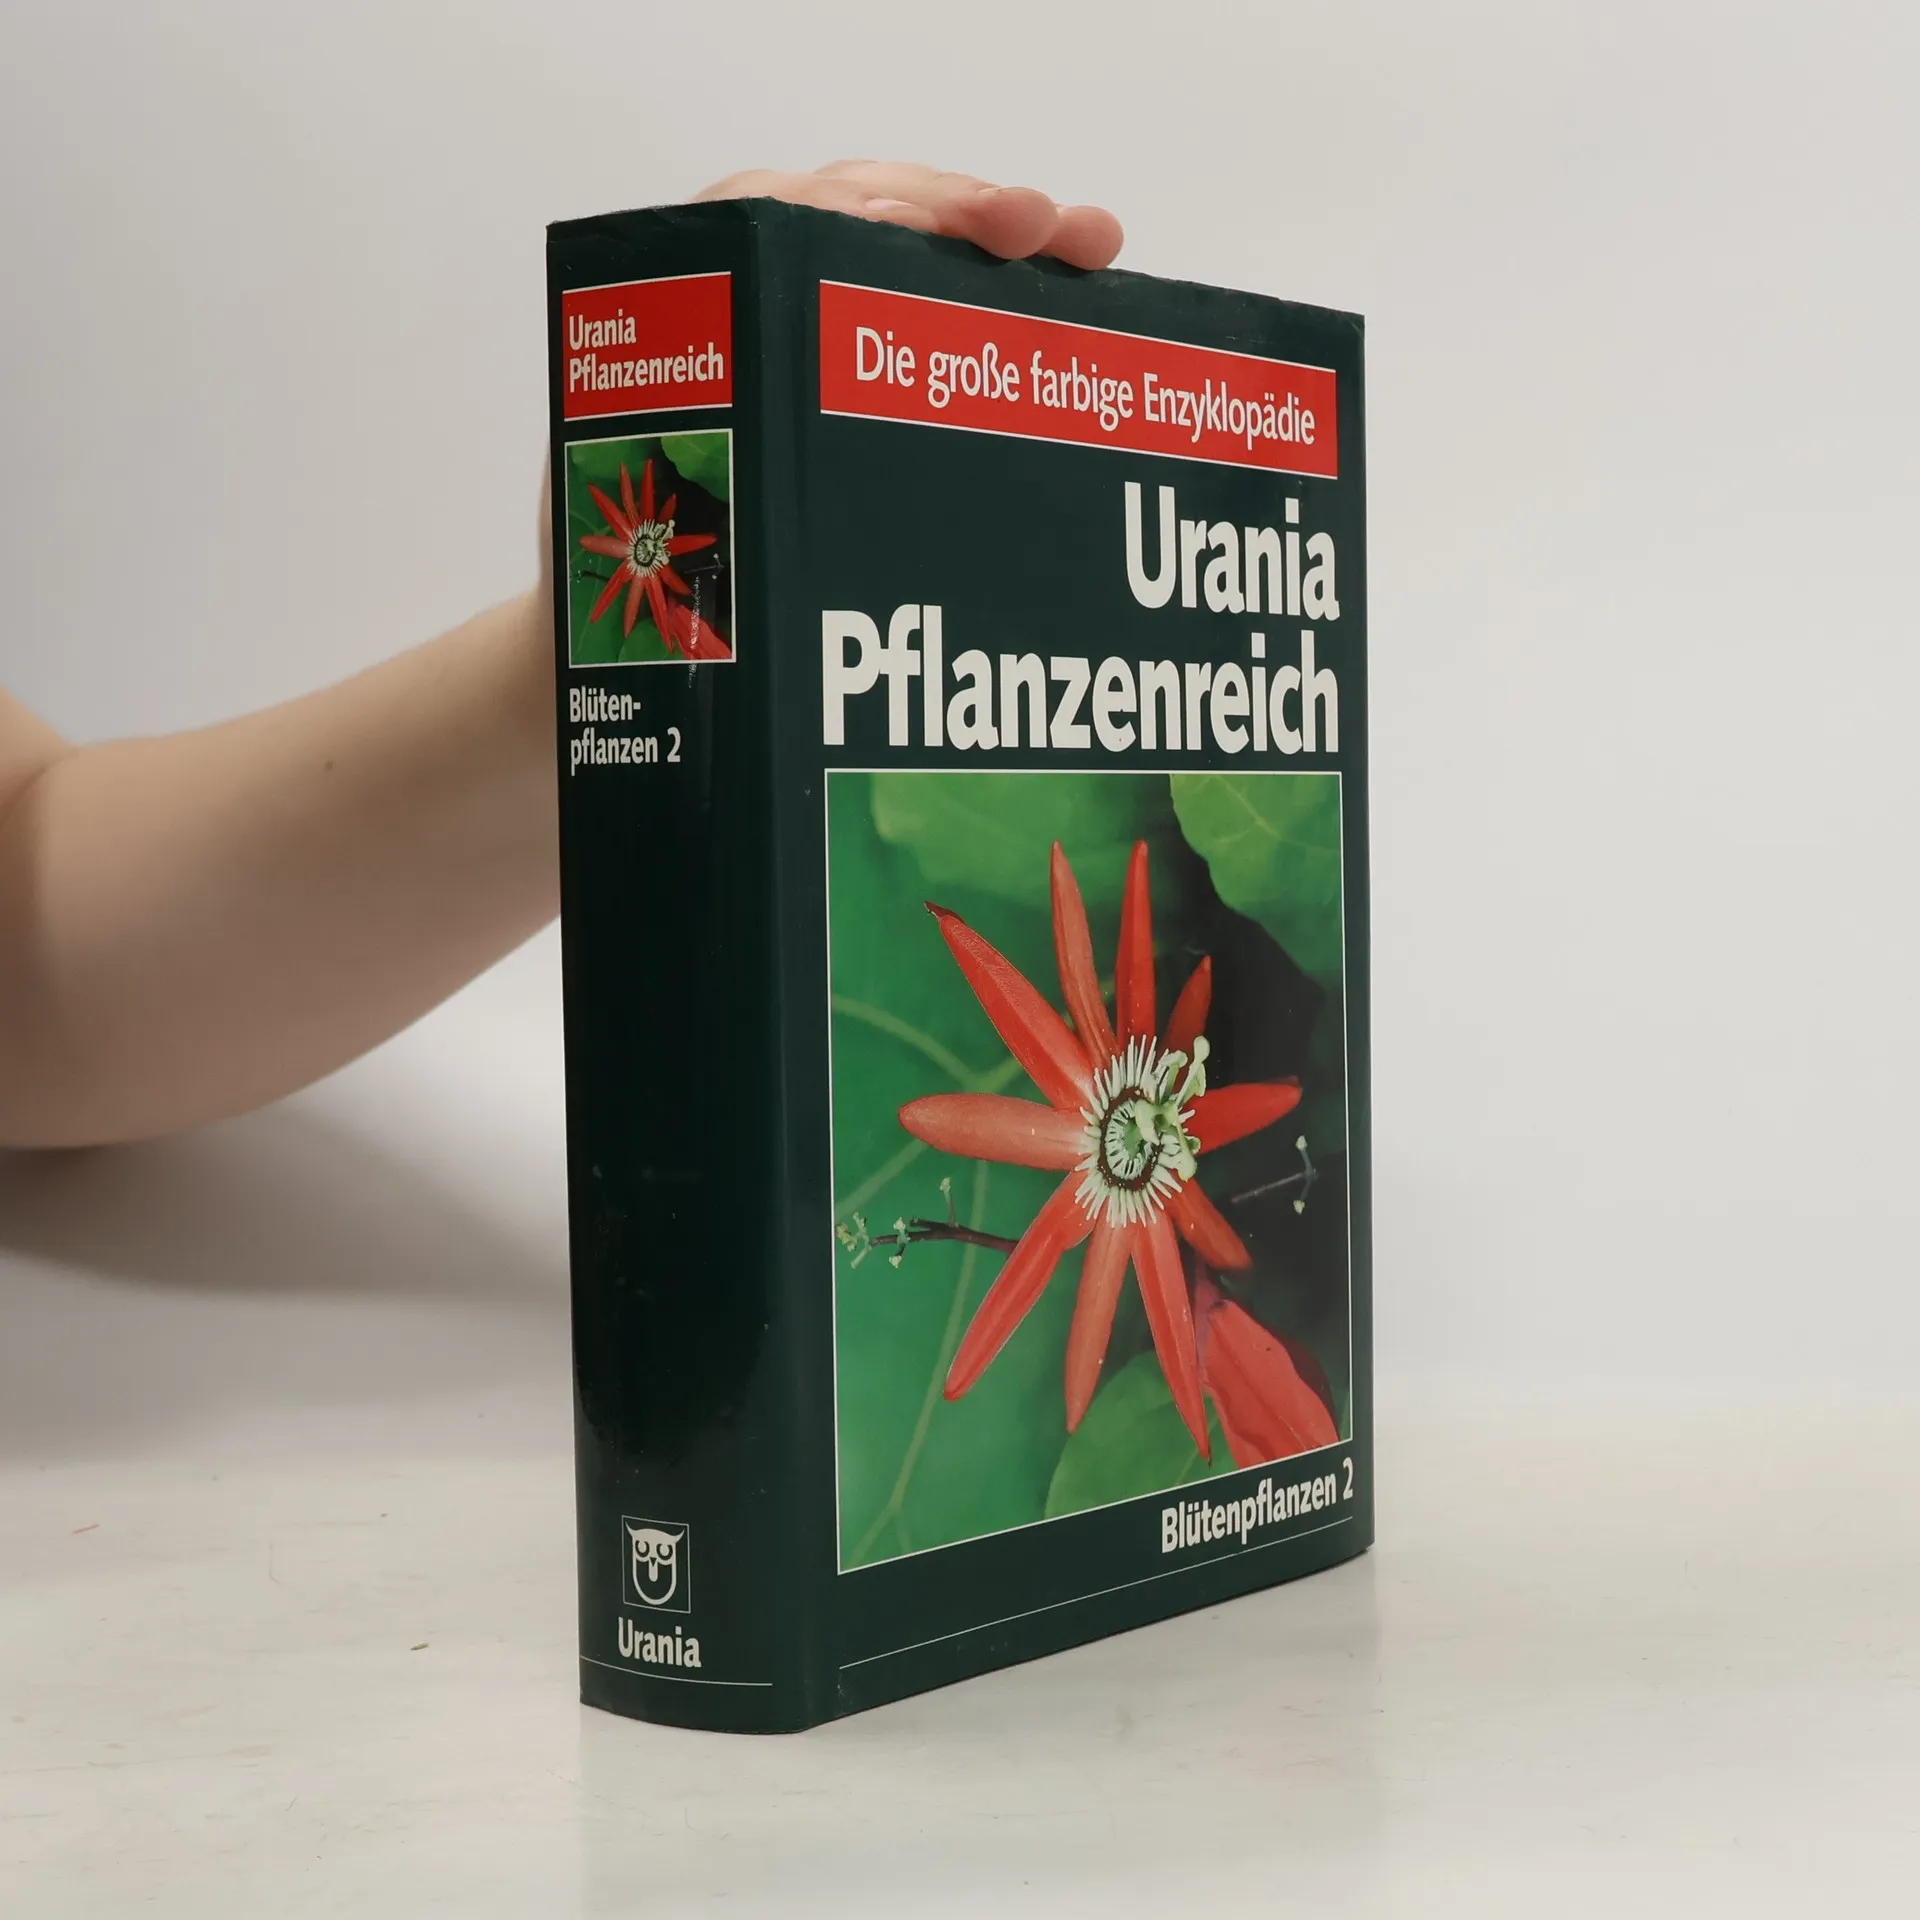 Urania
Pflanzenreich
Blüten-
pflanzen 2
Urania
Die große farbige Enzyklopädie
Urania
Pflanzenreich
Blütenpflanzen 2